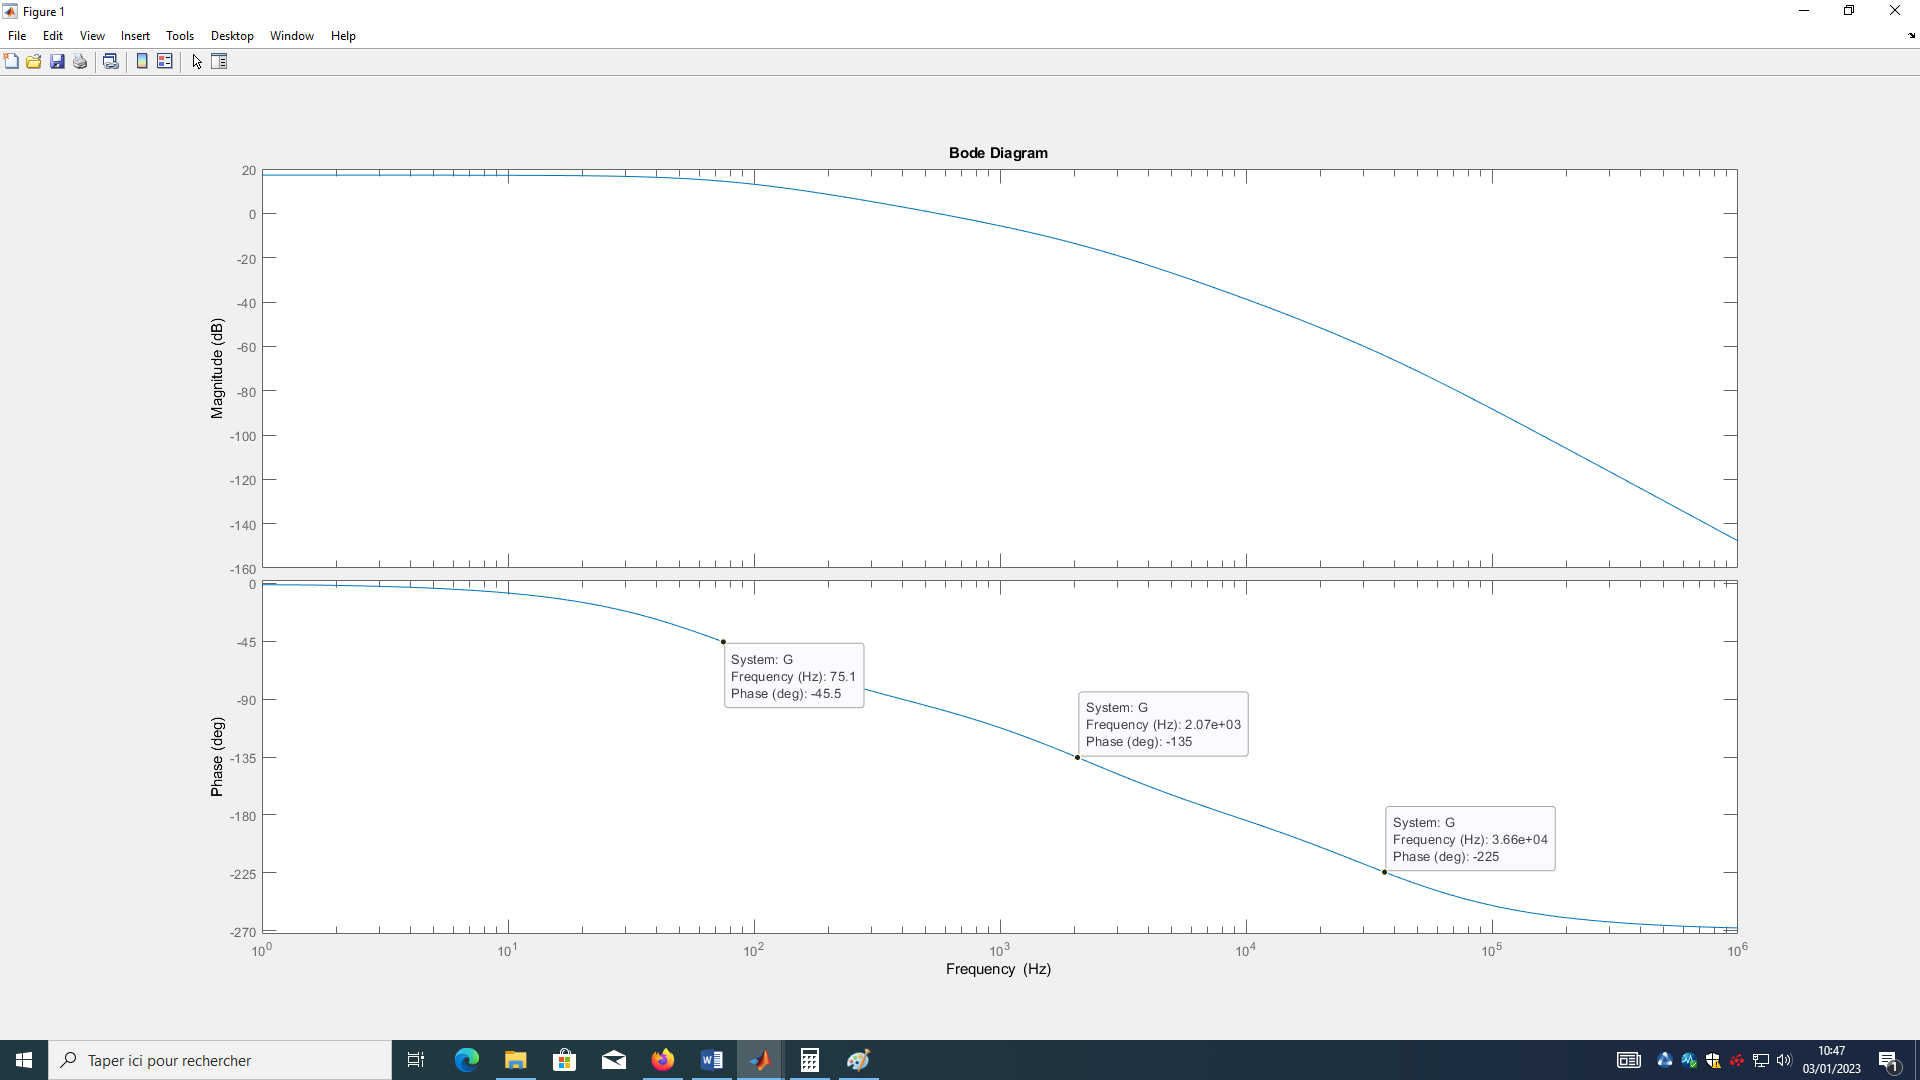 Figure 1
File Edit View Insert Tools Desktop Window Help
Bode Diagram
Magnitude (dB)
20
0
-20
-40
-60
-80
-100
-120
-140
-160
Phase (deg)
0
-45
-90
-135
-180
-225
-270
System: G
Frequency (Hz): 75.1
Phase (deg): -45.5
System: G
Frequency (Hz): 2.07e+03
Phase (deg): -135
System: G
Frequency (Hz): 3.66e+04
Phase (deg): -225
10^0 10^1 10^2 10^3 10^4 10^5 10^6
Frequency (Hz)
Taper ici pour rechercher
10:47
03/01/2023
1